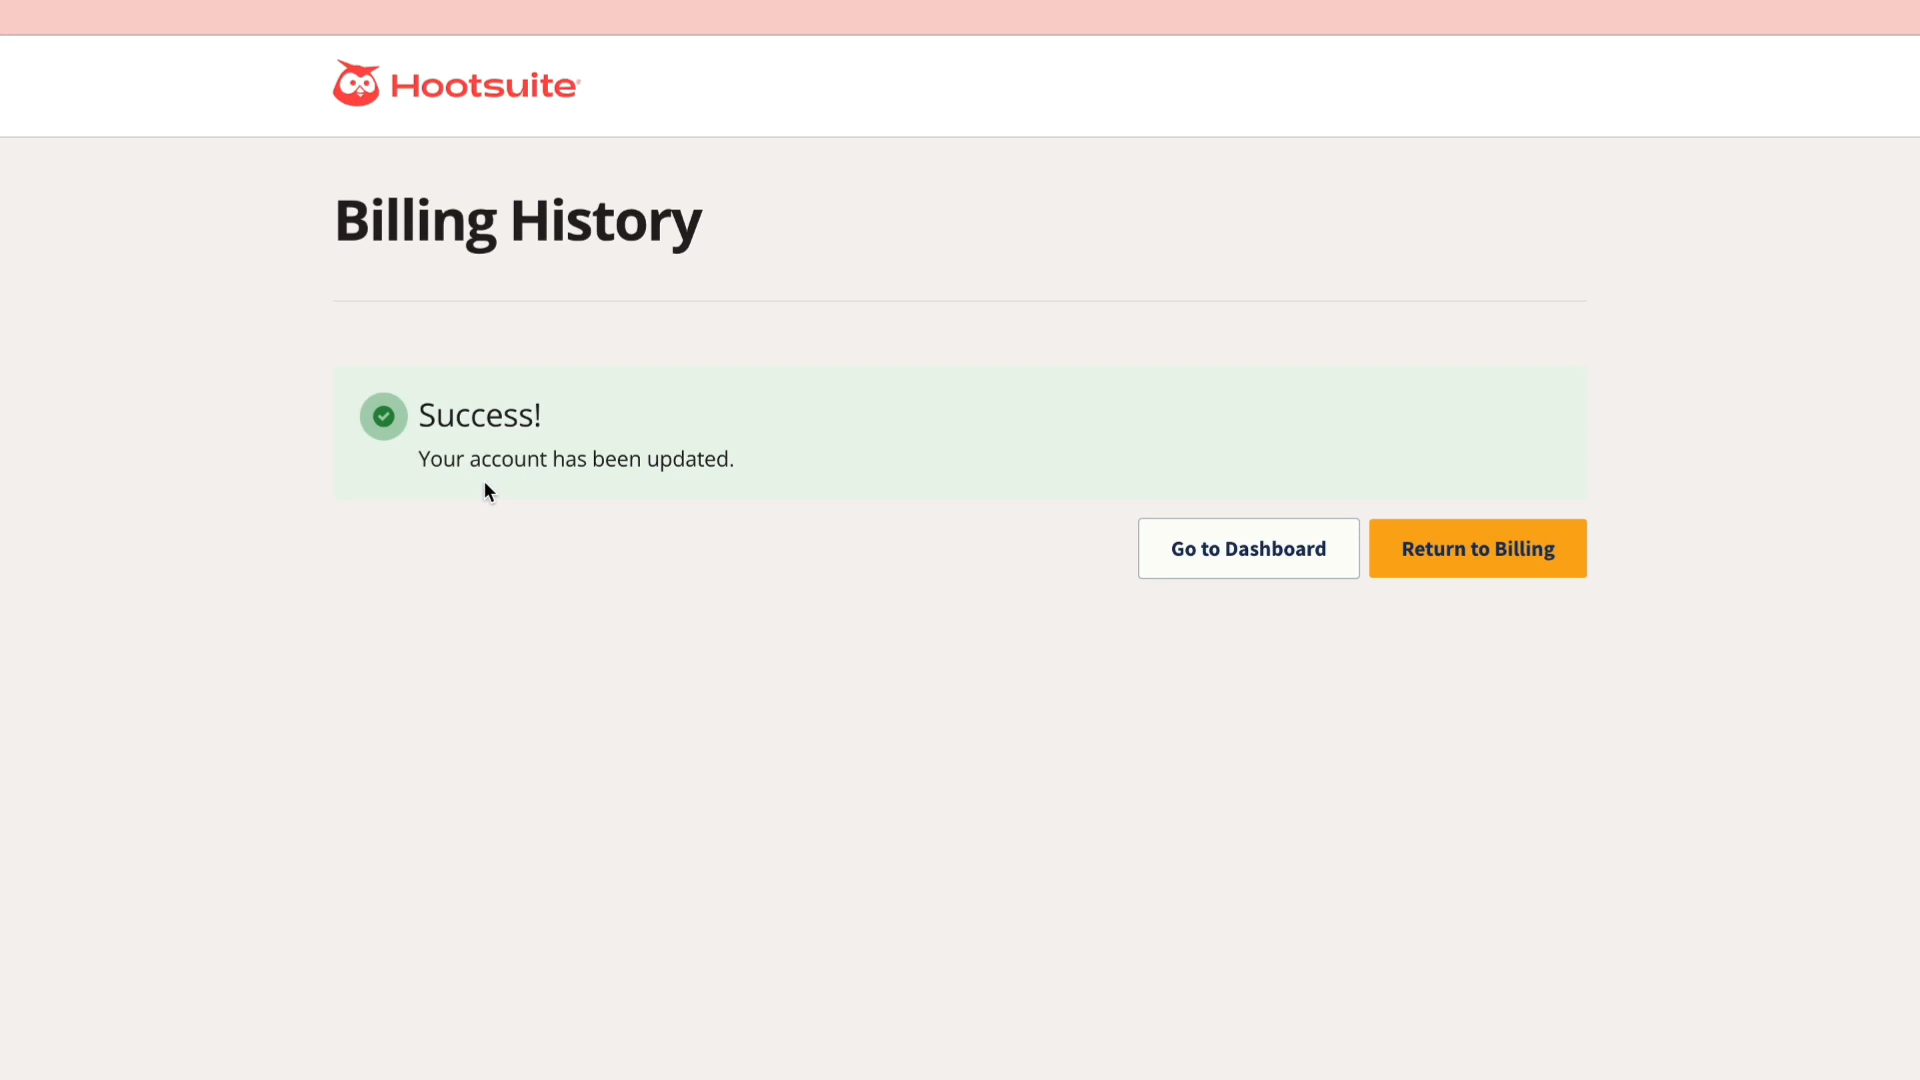 Hootsuite
Billing History
Success!
Your account has been updated.
Go to Dashboard
Return to Billing